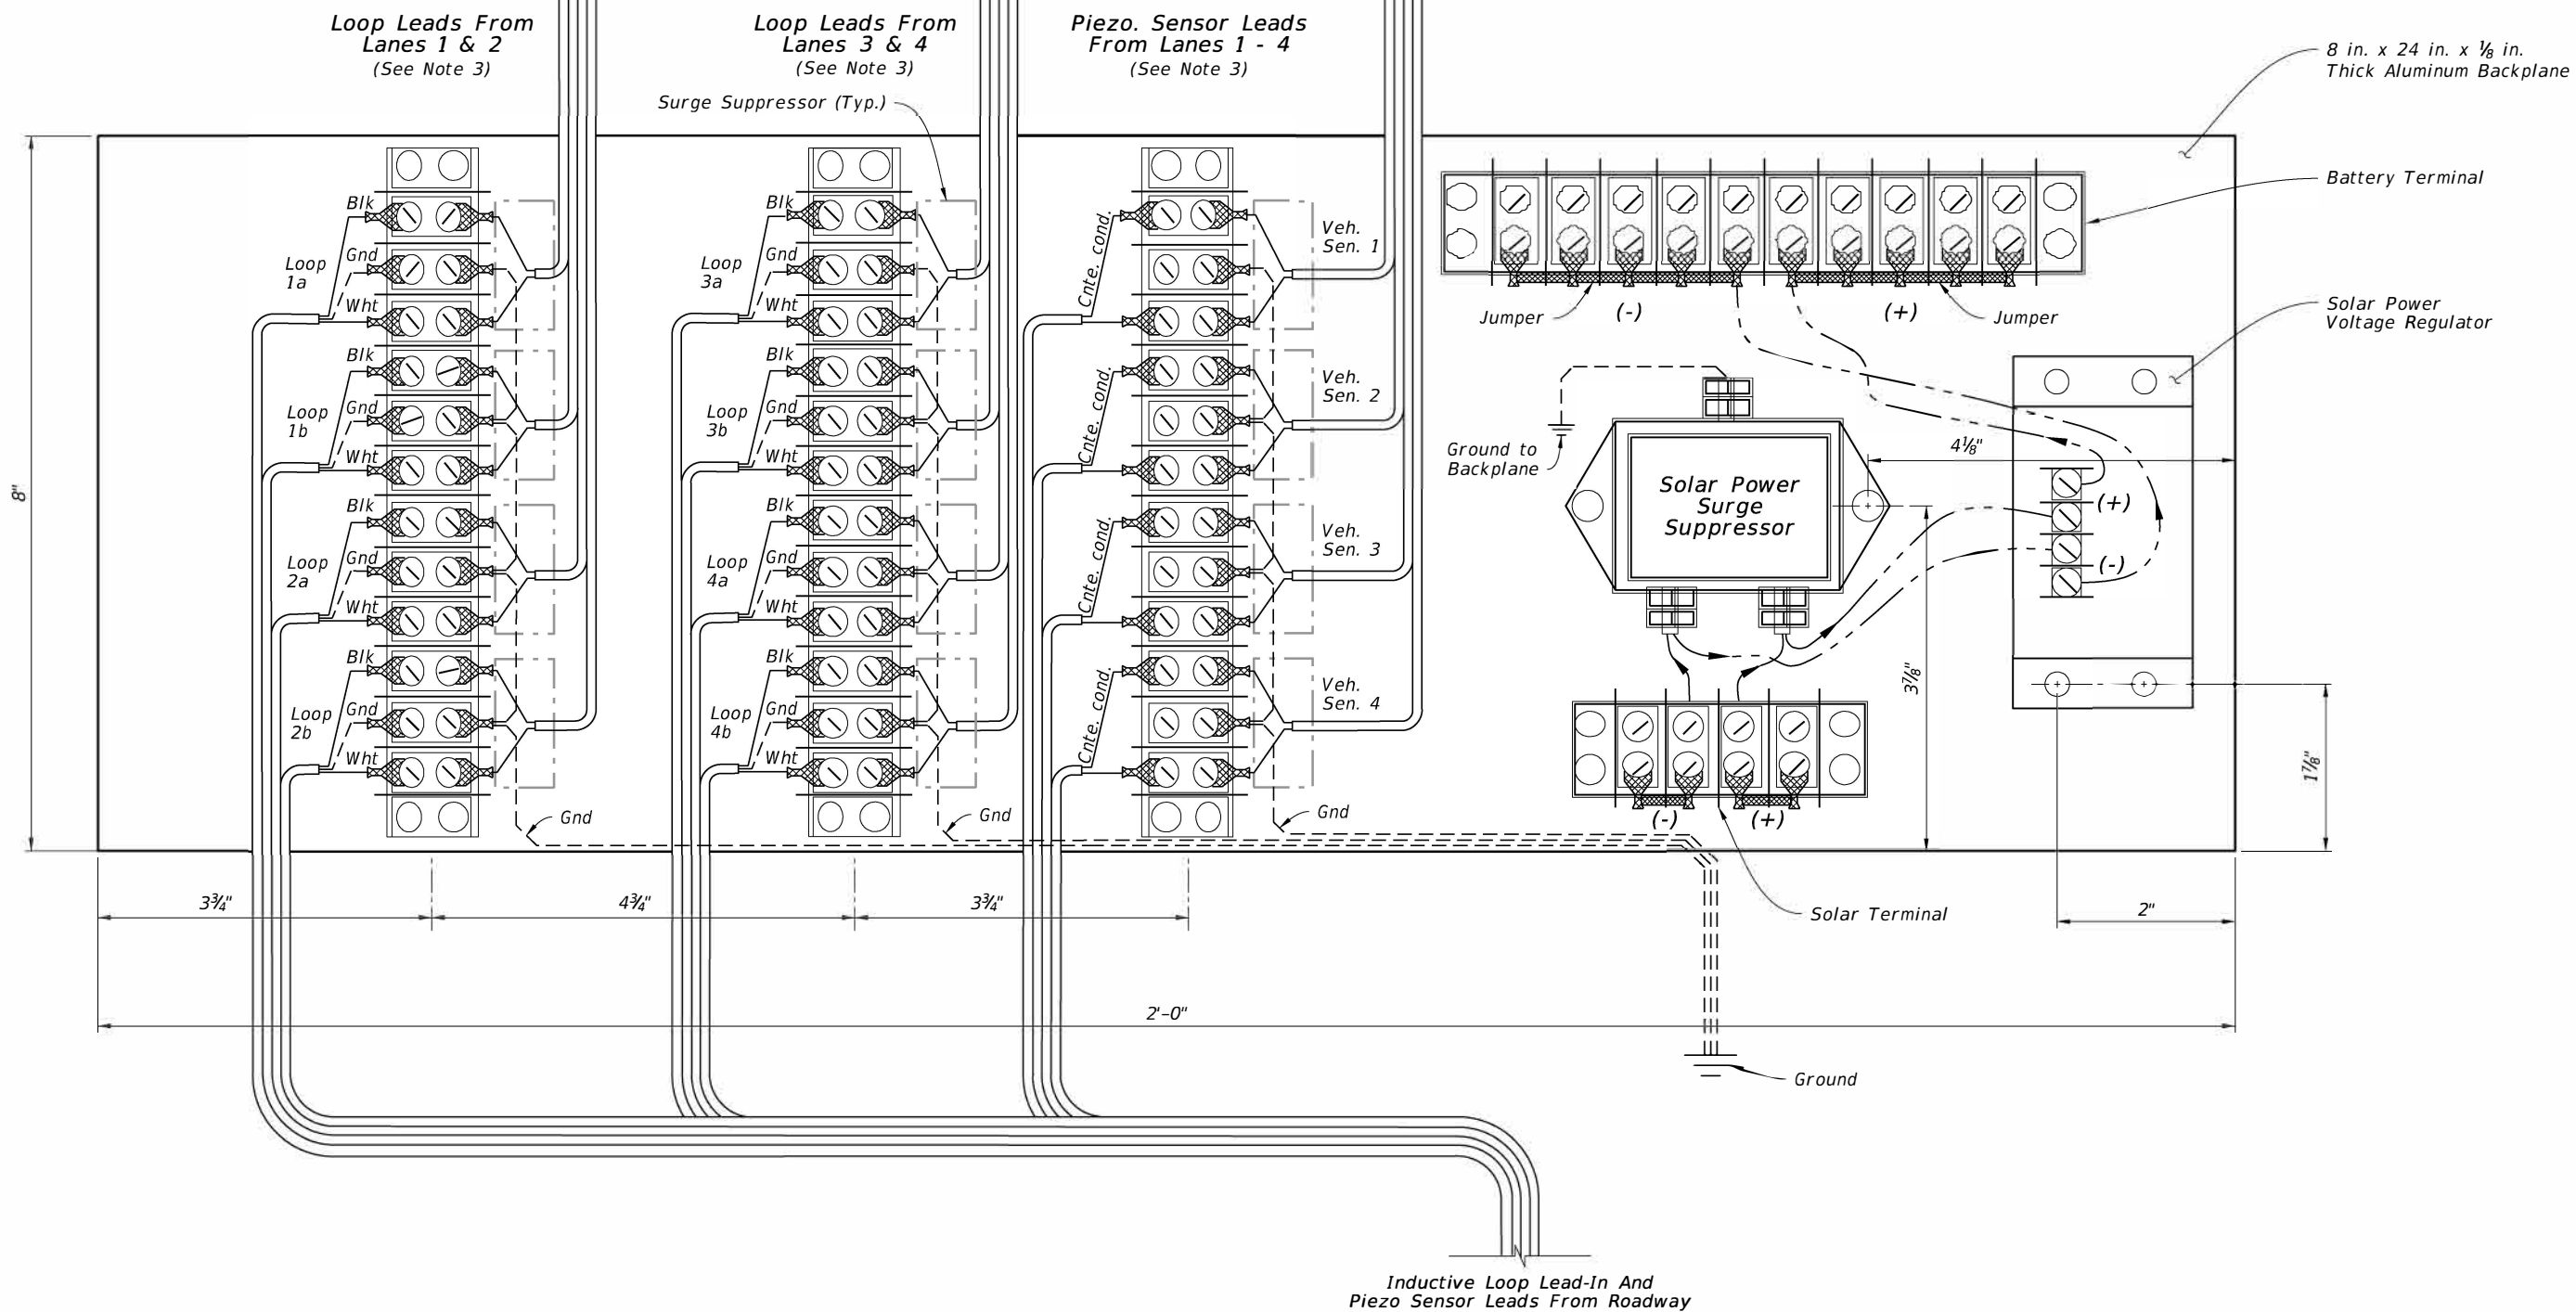 Loop Leads From
Lanes 1 & 2
(See Note 3)
Loop Leads From
Lanes 3 & 4
(See Note 3)
Piezo. Sensor Leads
From Lanes 1 - 4
(See Note 3)
Surge Suppressor (Typ.)
8 in. x 24 in. x ⅛ in.
Thick Aluminum Backplane
Battery Terminal
Solar Power
Voltage Regulator
8"
Blk
Gnd
Loop
1a
Wht
Blk
Loop
1b
Gnd
Wht
Blk
Loop
2a
Gnd
Wht
Blk
Loop
2b
Gnd
Wht
Gnd
Blk
Gnd
Loop
3a
Wht
Blk
Loop
3b
Gnd
Wht
Blk
Loop
4a
Gnd
Wht
Blk
Loop
4b
Gnd
Wht
Gnd
Cnte. cond.
Veh.
Sen. 1
Cnte. cond.
Veh.
Sen. 2
Cnte. cond.
Veh.
Sen. 3
Cnte. cond.
Veh.
Sen. 4
Gnd
Jumper
(-)
(+)
Jumper
Ground to
Backplane
Solar Power
Surge
Suppressor
4⅛"
(+)
(-)
3⅞"
1⅞"
(-)
(+)
Solar Terminal
3¾"
4¾"
3¾"
2"
2'-0"
Ground
Inductive Loop Lead-In And
Piezo Sensor Leads From Roadway